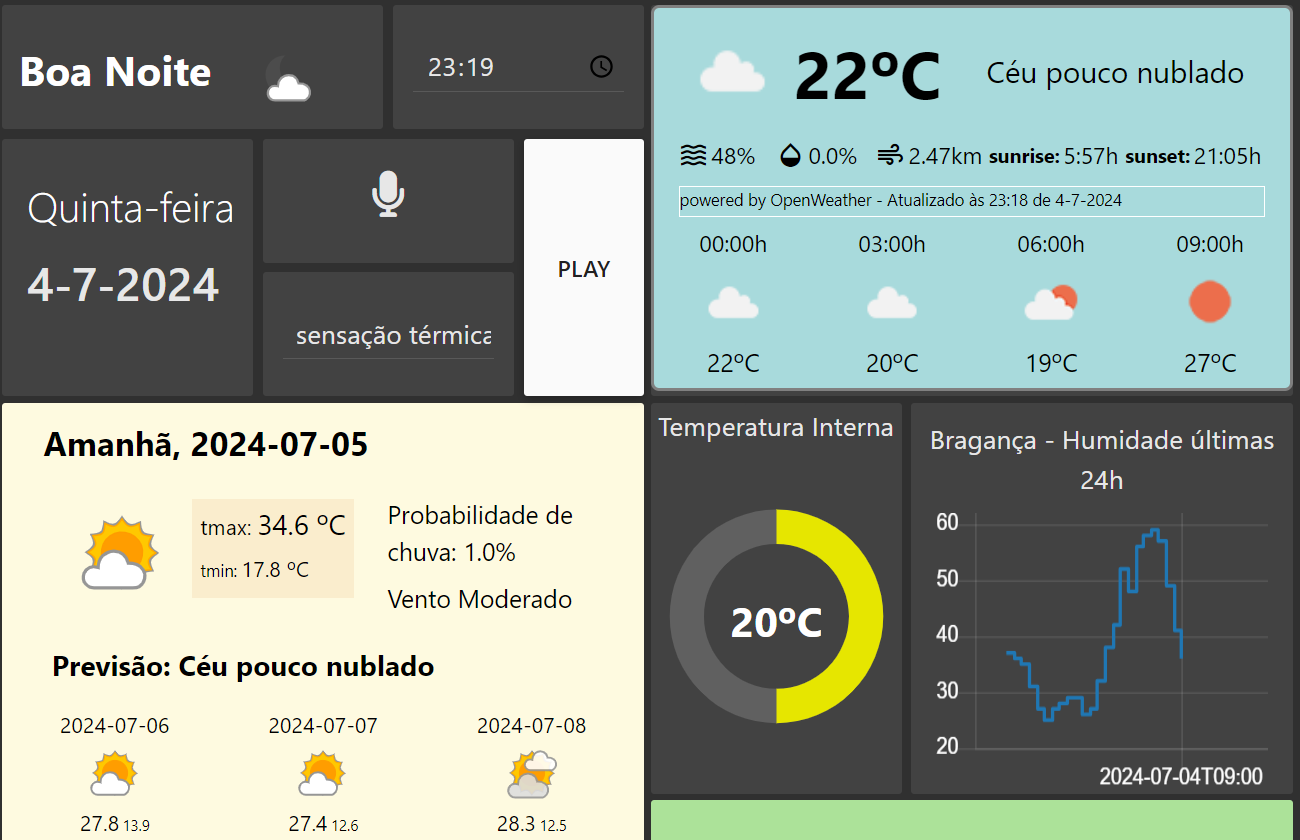 Boa Noite
23:19
Quinta-feira
4-7-2024
sensação térmica
PLAY
22ºC Céu pouco nublado
48% 0.0% 2.47km sunrise: 5:57h sunset: 21:05h
powered by OpenWeather - Atualizado às 23:18 de 4-7-2024
00:00h 03:00h 06:00h 09:00h
22ºC 20ºC 19ºC 27ºC
Amanhã, 2024-07-05
tmax: 34.6 ºC
tmin: 17.8 ºC
Probabilidade de
chuva: 1.0%
Vento Moderado
Previsão: Céu pouco nublado
2024-07-06 2024-07-07 2024-07-08
27.8 13.9 27.4 12.6 28.3 12.5
Temperatura Interna
20ºC
Bragança - Humidade últimas
24h
60
50
40
30
20
2024-07-04T09:00